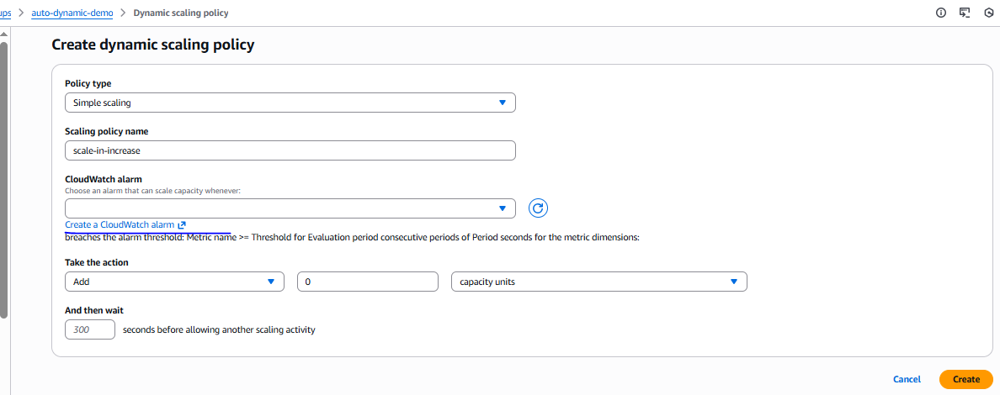 ups > auto-dynamic-demo > Dynamic scaling policy
Create dynamic scaling policy
Policy type
Simple scaling
Scaling policy name
scale-in-increase
CloudWatch alarm
Choose an alarm that can scale capacity whenever:
Create a CloudWatch alarm
breaches the alarm threshold: Metric name >= Threshold for Evaluation period consecutive periods of Period seconds for the metric dimensions:
Take the action
Add 0 capacity units
And then wait
300 seconds before allowing another scaling activity
Cancel Create